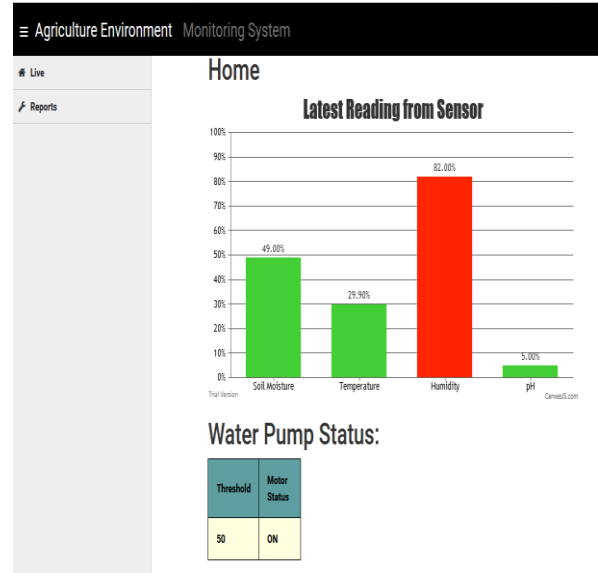 ≡ Agriculture Environment Monitoring System
Live
Reports
Home
Latest Reading from Sensor
100%
90%
80%
70%
60%
50%
40%
30%
20%
10%
0%
49.00%
29.90%
82.00%
5.00%
Soil Moisture Temperature Humidity pH
Trial Version CanvasJS.com
Water Pump Status:
Threshold Motor
Status
50 ON